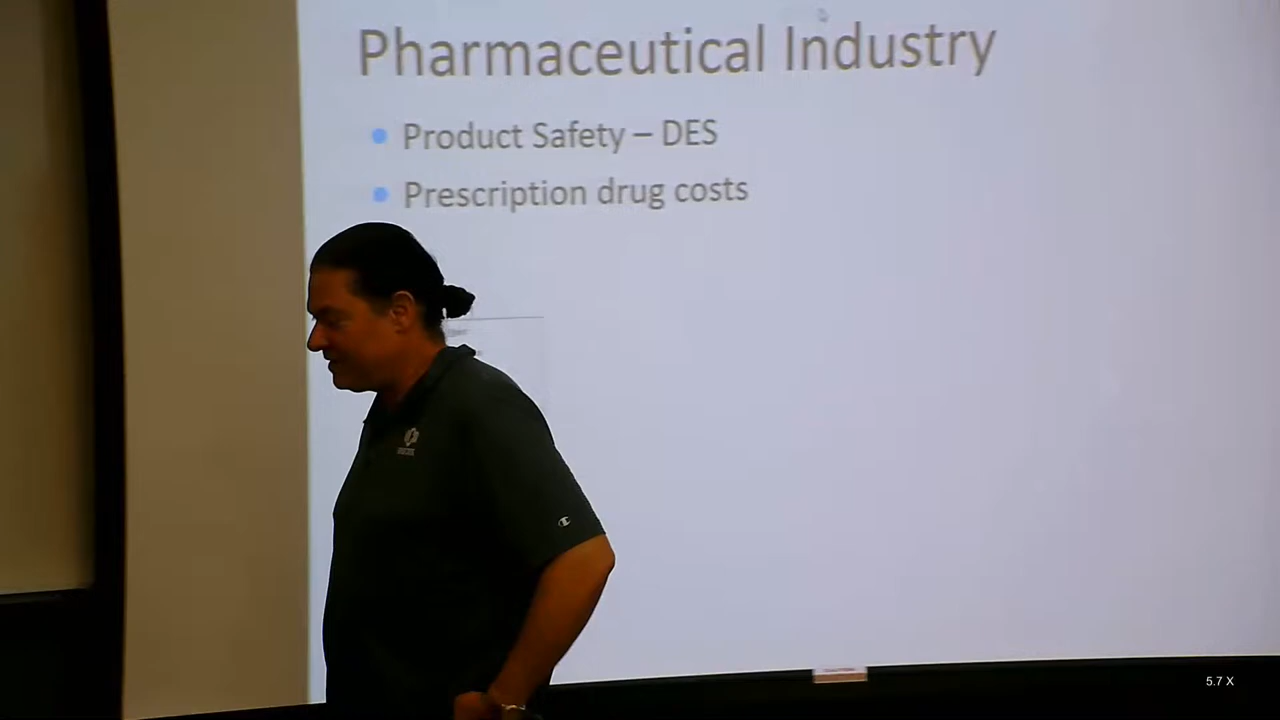 Pharmaceutical Industry
• Product Safety – DES
• Prescription drug costs
5.7 X